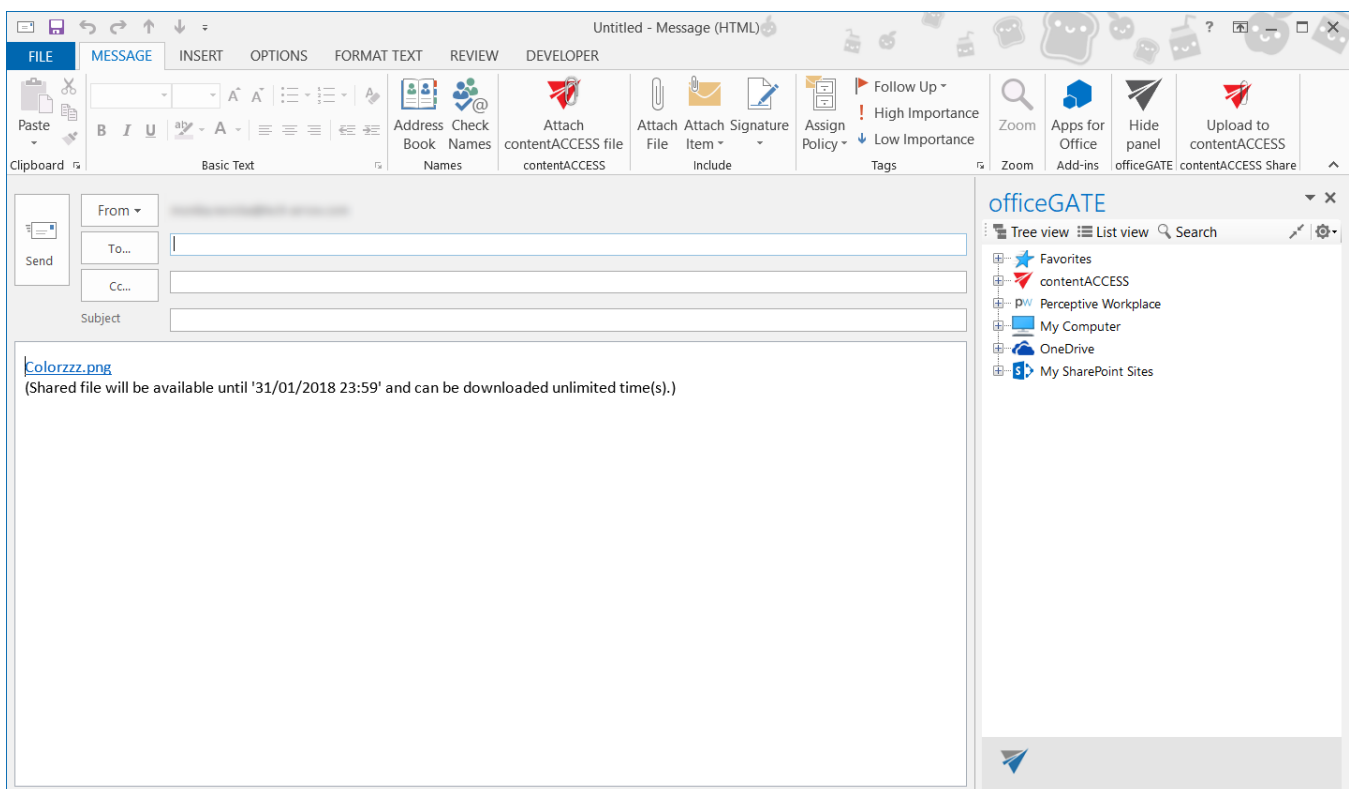 Untitled - Message (HTML)
?
FILE MESSAGE INSERT OPTIONS FORMAT TEXT REVIEW DEVELOPER
Paste
Clipboard
B I U aby A
Basic Text
Address Book
Check Names
Names
Attach contentACCESS file
contentACCESS
Attach File
Attach Item
Signature
Include
Assign Policy
Follow Up
High Importance
Low Importance
Tags
Zoom
Zoom
Apps for Office
Add-ins
Hide panel
officeGATE
Upload to contentACCESS
contentACCESS Share
Send
From
To...
Cc...
Subject
Colorzzz.png
(Shared file will be available until '31/01/2018 23:59' and can be downloaded unlimited time(s).)
officeGATE
Tree view List view Search
Favorites
contentACCESS
pw Perceptive Workplace
My Computer
OneDrive
S My SharePoint Sites